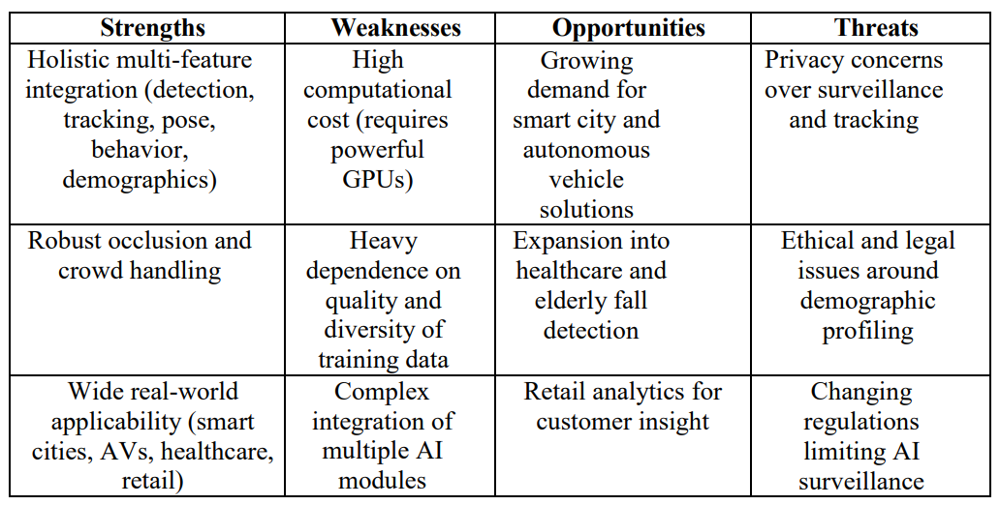 Strengths
Weaknesses
Opportunities
Threats
Holistic multi-feature
integration (detection,
tracking, pose,
behavior,
demographics)
High
computational
cost (requires
powerful
GPUs)
Growing
demand for
smart city and
autonomous
vehicle
solutions
Privacy concerns
over surveillance
and tracking
Robust occlusion and
crowd handling
Heavy
dependence on
quality and
diversity of
training data
Expansion into
healthcare and
elderly fall
detection
Ethical and legal
issues around
demographic
profiling
Wide real-world
applicability (smart
cities, AVs, healthcare,
retail)
Complex
integration of
multiple AI
modules
Retail analytics for
customer insight
Changing
regulations
limiting AI
surveillance